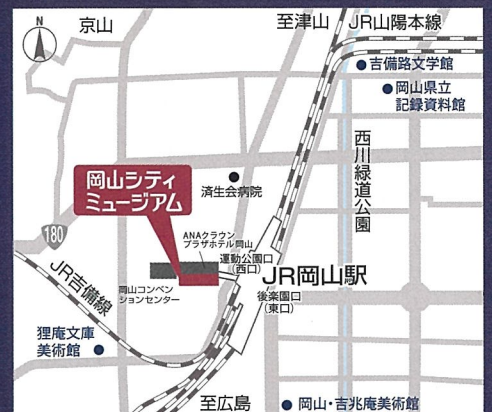 京山
至津山
JR山陽本線
吉備路文学館
岡山県立
記録資料館
西川緑道公園
岡山シティ
ミュージアム
済生会病院
ANAクラウン
プラザホテル岡山
180
運動公園口
(西口)
JR岡山駅
JR吉備線
岡山コンベン
ションセンター
後楽園口
(東口)
狸庵文庫
美術館
至広島
岡山・吉兆庵美術館
N